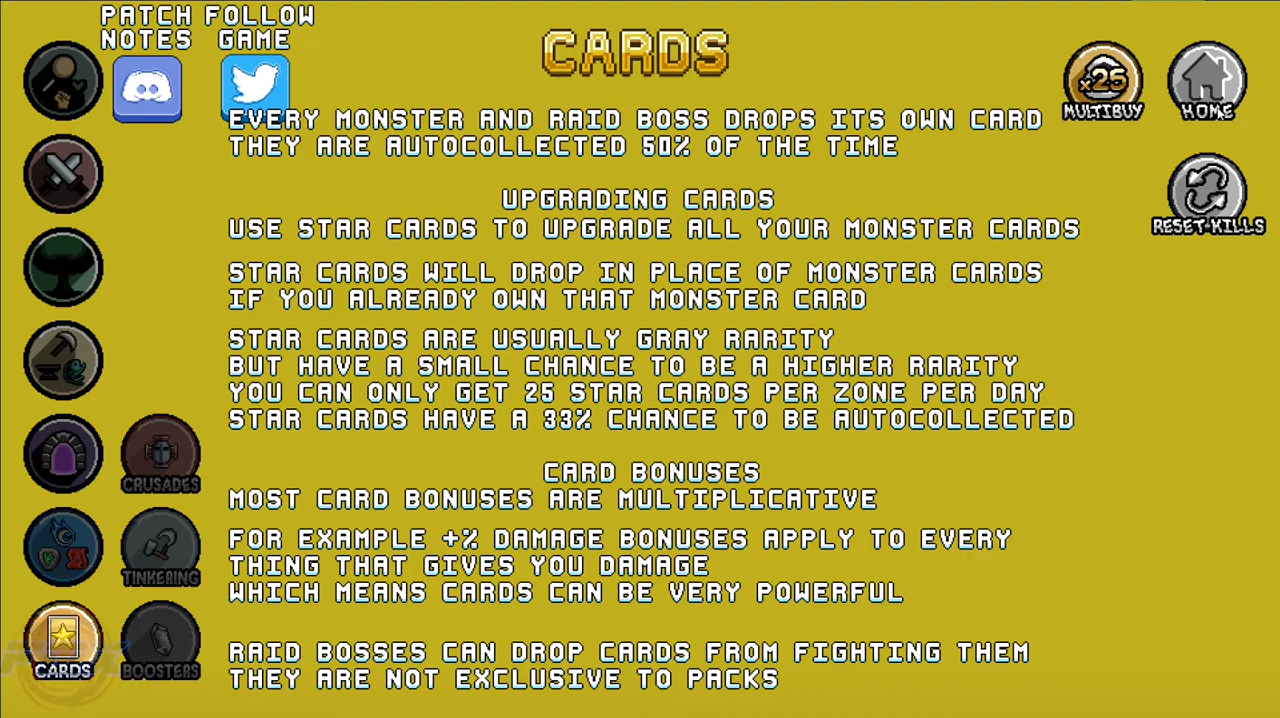 PATCH FOLLOW
NOTES GAME
CARDS
x25
MULTIBUY
HOME
EVERY MONSTER AND RAID BOSS DROPS ITS OWN CARD
THEY ARE AUTOCOLLECTED 50% OF THE TIME
RESET KILLS
UPGRADING CARDS
USE STAR CARDS TO UPGRADE ALL YOUR MONSTER CARDS
STAR CARDS WILL DROP IN PLACE OF MONSTER CARDS
IF YOU ALREADY OWN THAT MONSTER CARD
STAR CARDS ARE USUALLY GRAY RARITY
BUT HAVE A SMALL CHANCE TO BE A HIGHER RARITY
YOU CAN ONLY GET 25 STAR CARDS PER ZONE PER DAY
STAR CARDS HAVE A 33% CHANCE TO BE AUTOCOLLECTED
CRUSADES
CARD BONUSES
MOST CARD BONUSES ARE MULTIPLICATIVE
FOR EXAMPLE +% DAMAGE BONUSES APPLY TO EVERY
THING THAT GIVES YOU DAMAGE
WHICH MEANS CARDS CAN BE VERY POWERFUL
TINKERING
RAID BOSSES CAN DROP CARDS FROM FIGHTING THEM
THEY ARE NOT EXCLUSIVE TO PACKS
CARDS
BOOSTERS